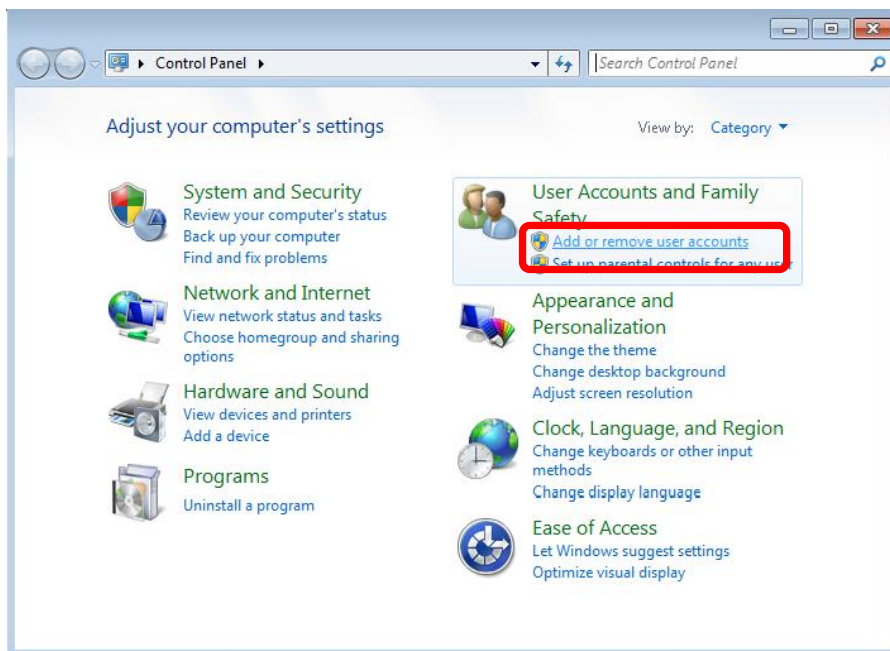 Control Panel
Search Control Panel
Adjust your computer's settings
View by: Category
System and Security
Review your computer's status
Back up your computer
Find and fix problems
Network and Internet
View network status and tasks
Choose homegroup and sharing
options
Hardware and Sound
View devices and printers
Add a device
Programs
Uninstall a program
User Accounts and Family
Safety
Add or remove user accounts
Set up parental controls for any user
Appearance and
Personalization
Change the theme
Change desktop background
Adjust screen resolution
Clock, Language, and Region
Change keyboards or other input
methods
Change display language
Ease of Access
Let Windows suggest settings
Optimize visual display